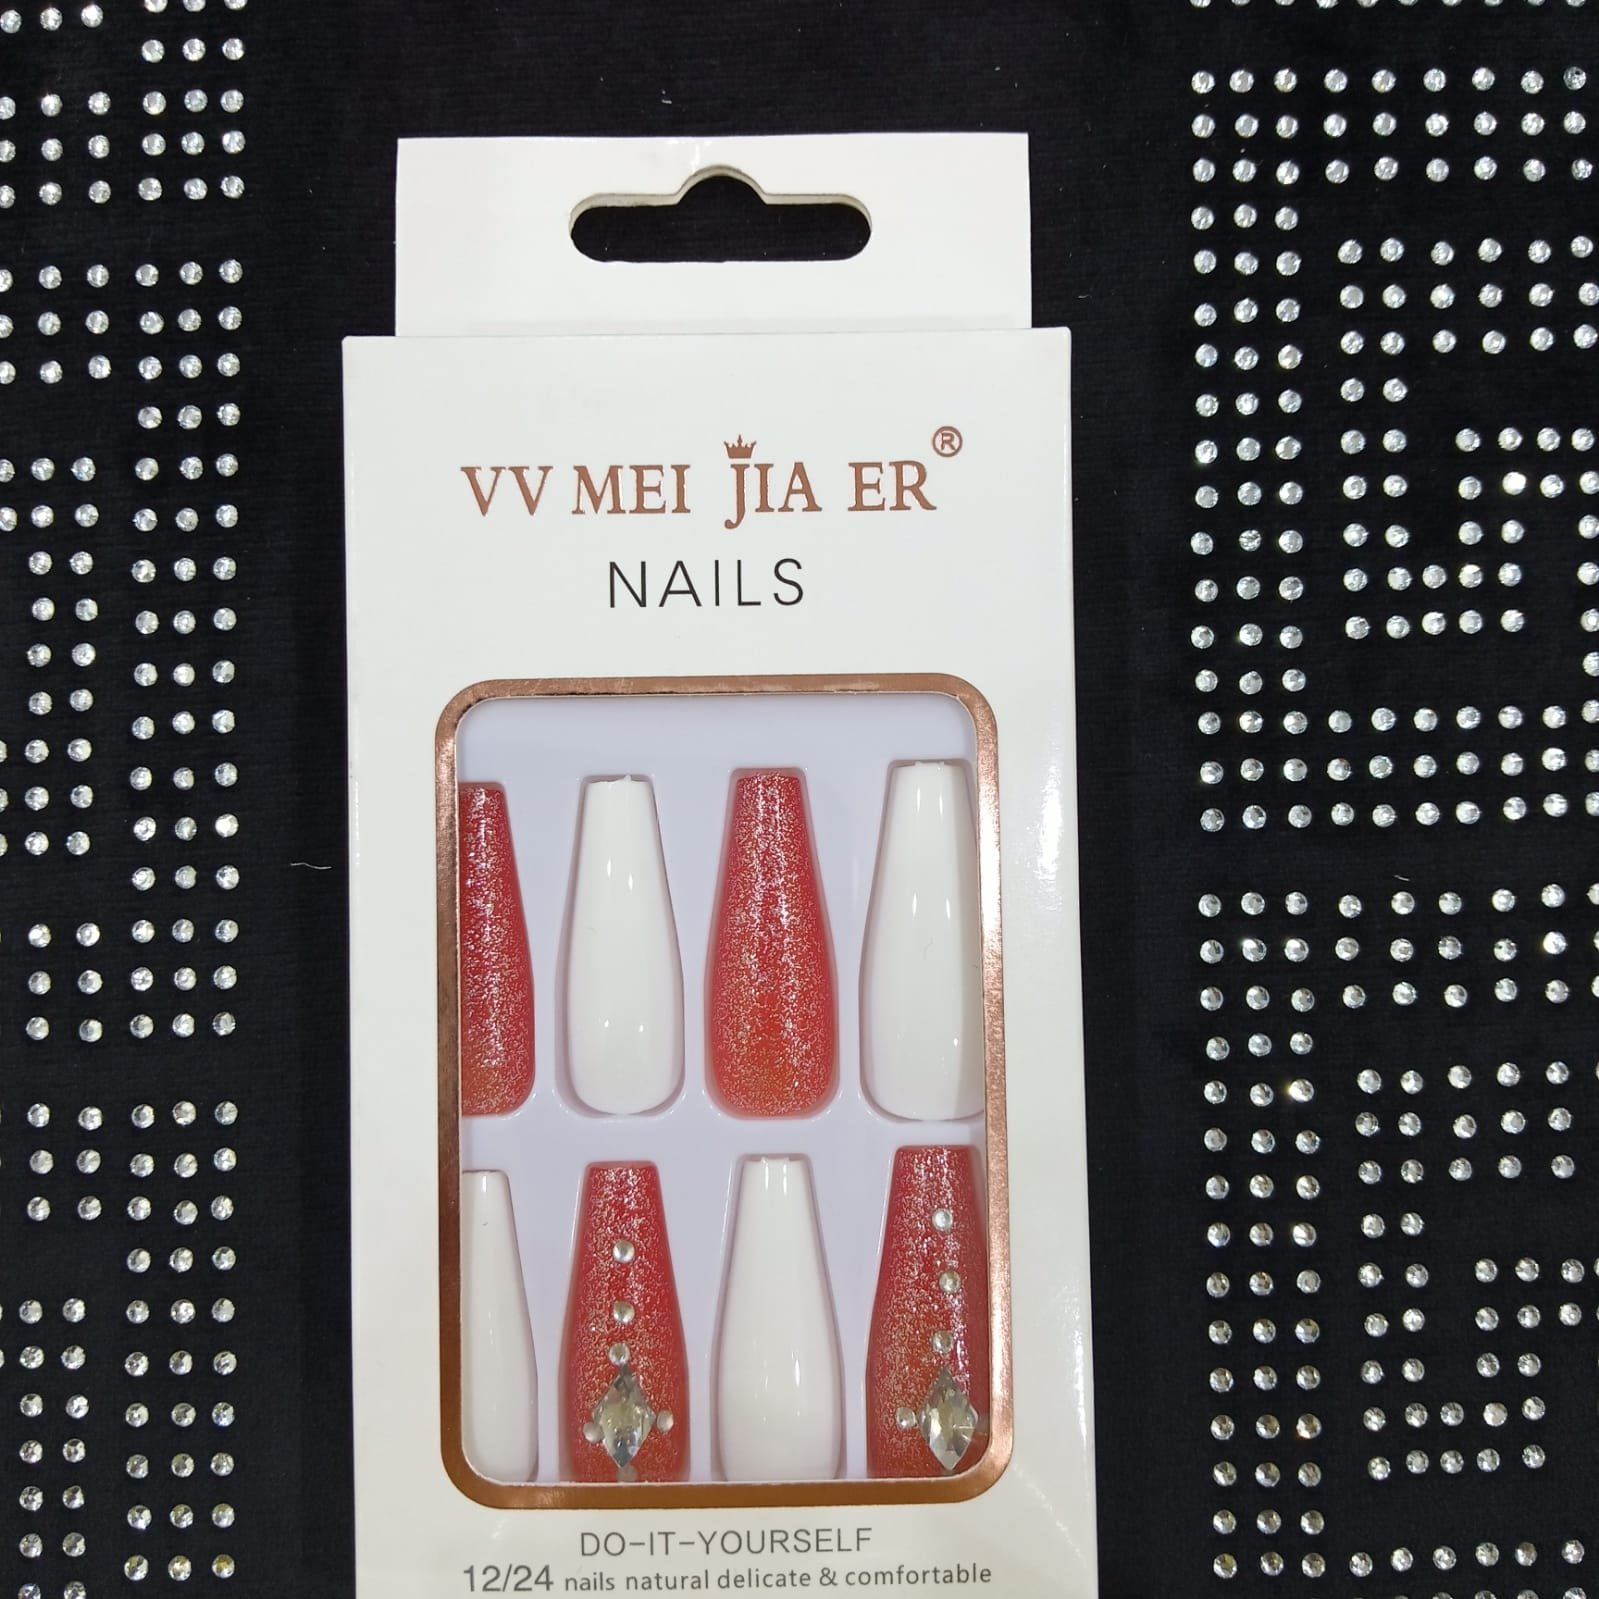 VV MEI JIA ER®
NAILS
DO-IT-YOURSELF
12/24 nails natural delicate & comfortable